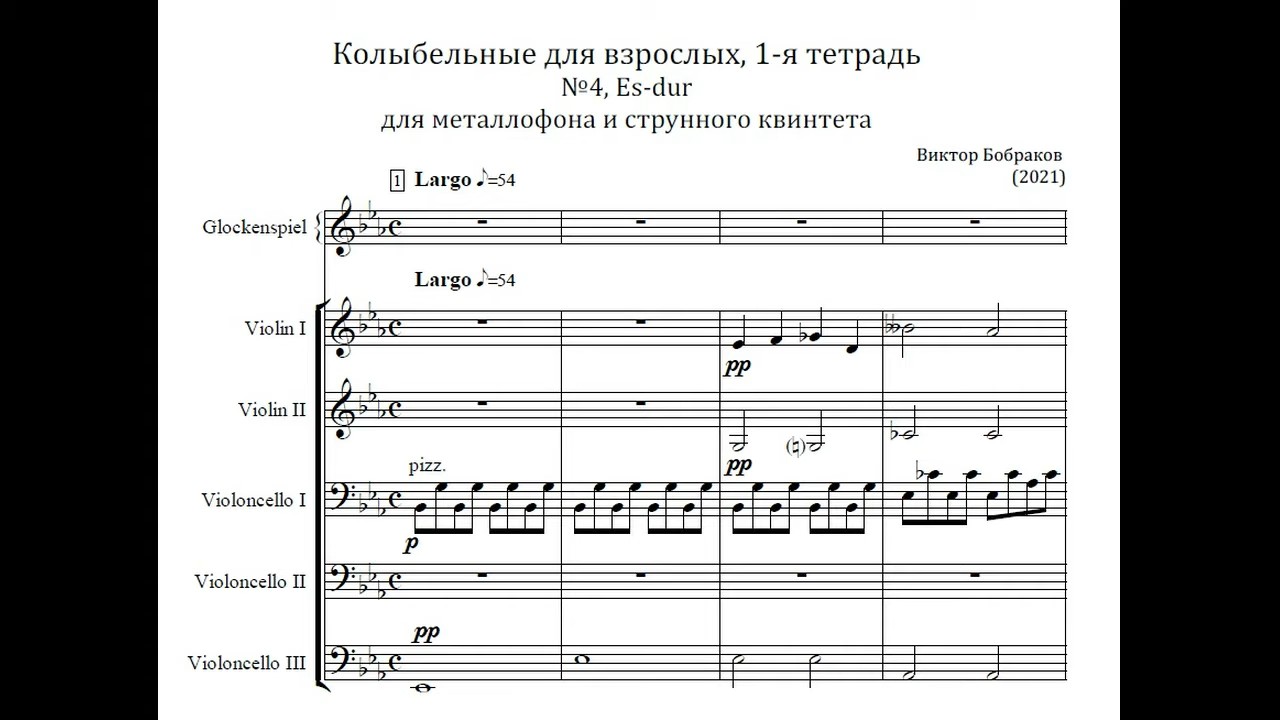 Колыбельные для взрослых, 1-я тетрадь
№4, Es-dur
для металлофона и струнного квинтета
Виктор Бобраков
(2021)
1 Largo ♪=54
Glockenspiel
Largo ♪=54
Violin I
pp
Violin II
pp
pizz.
Violoncello I
p
Violoncello II
pp
Violoncello III